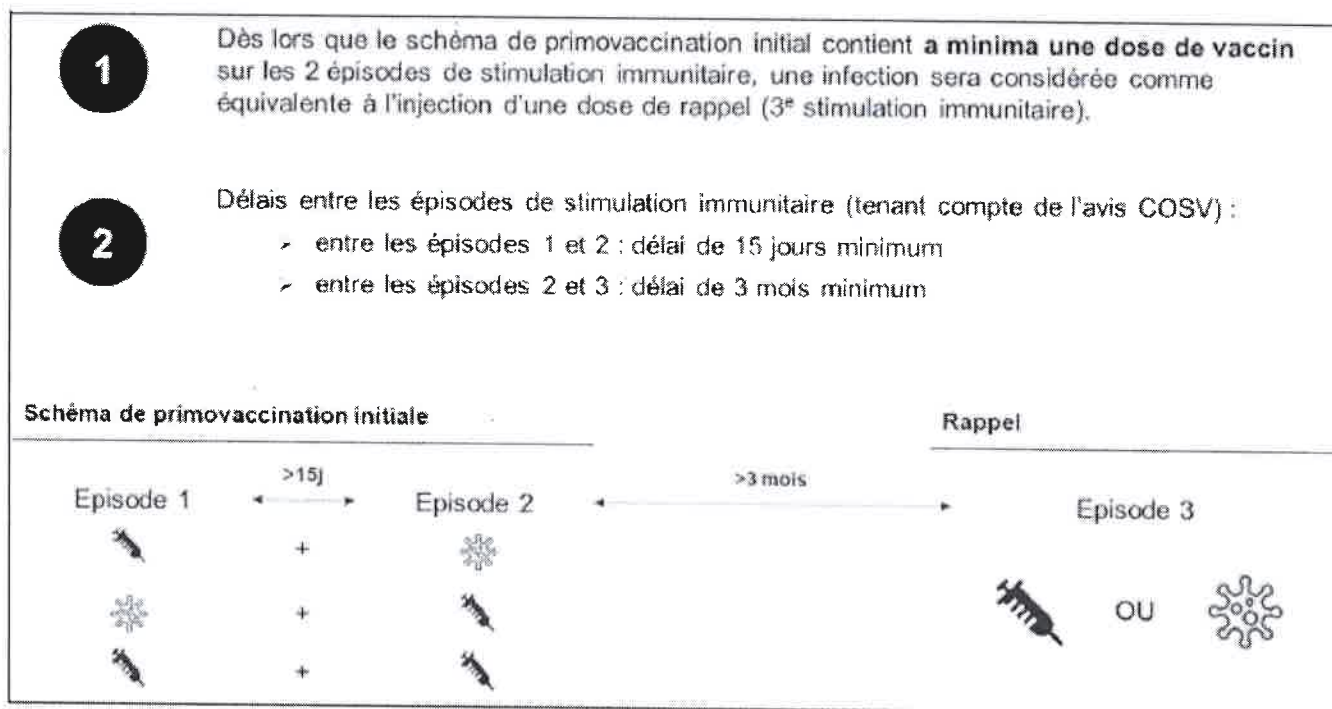 1
Dès lors que le schéma de primovaccination initial contient a minima une dose de vaccin
sur les 2 épisodes de stimulation immunitaire, une infection sera considérée comme
équivalente à l'injection d'une dose de rappel (3e stimulation immunitaire).
2
Délais entre les épisodes de stimulation immunitaire (tenant compte de l'avis COSV) :
➢ entre les épisodes 1 et 2 : délai de 15 jours minimum
➢ entre les épisodes 2 et 3 : délai de 3 mois minimum
Schéma de primovaccination initiale
Rappel
Episode 1
>15j
Episode 2
>3 mois
Episode 3
+
+
OU
+